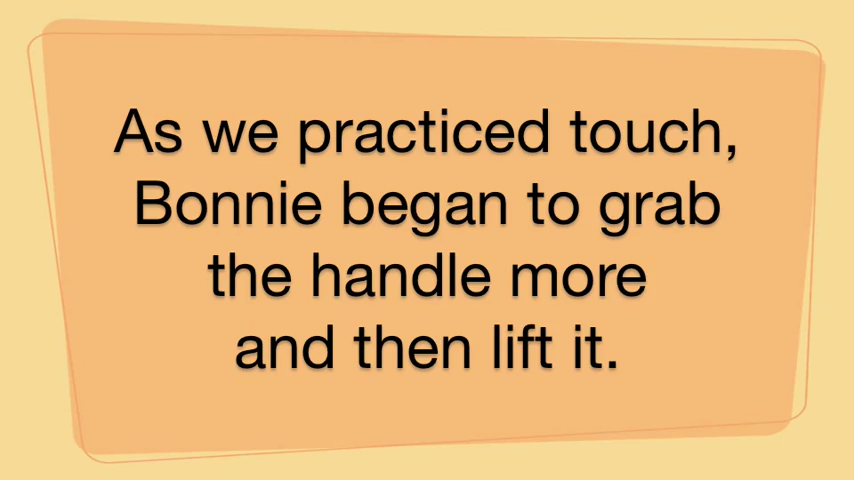 As we practiced touch,
Bonnie began to grab
the handle more
and then lift it.